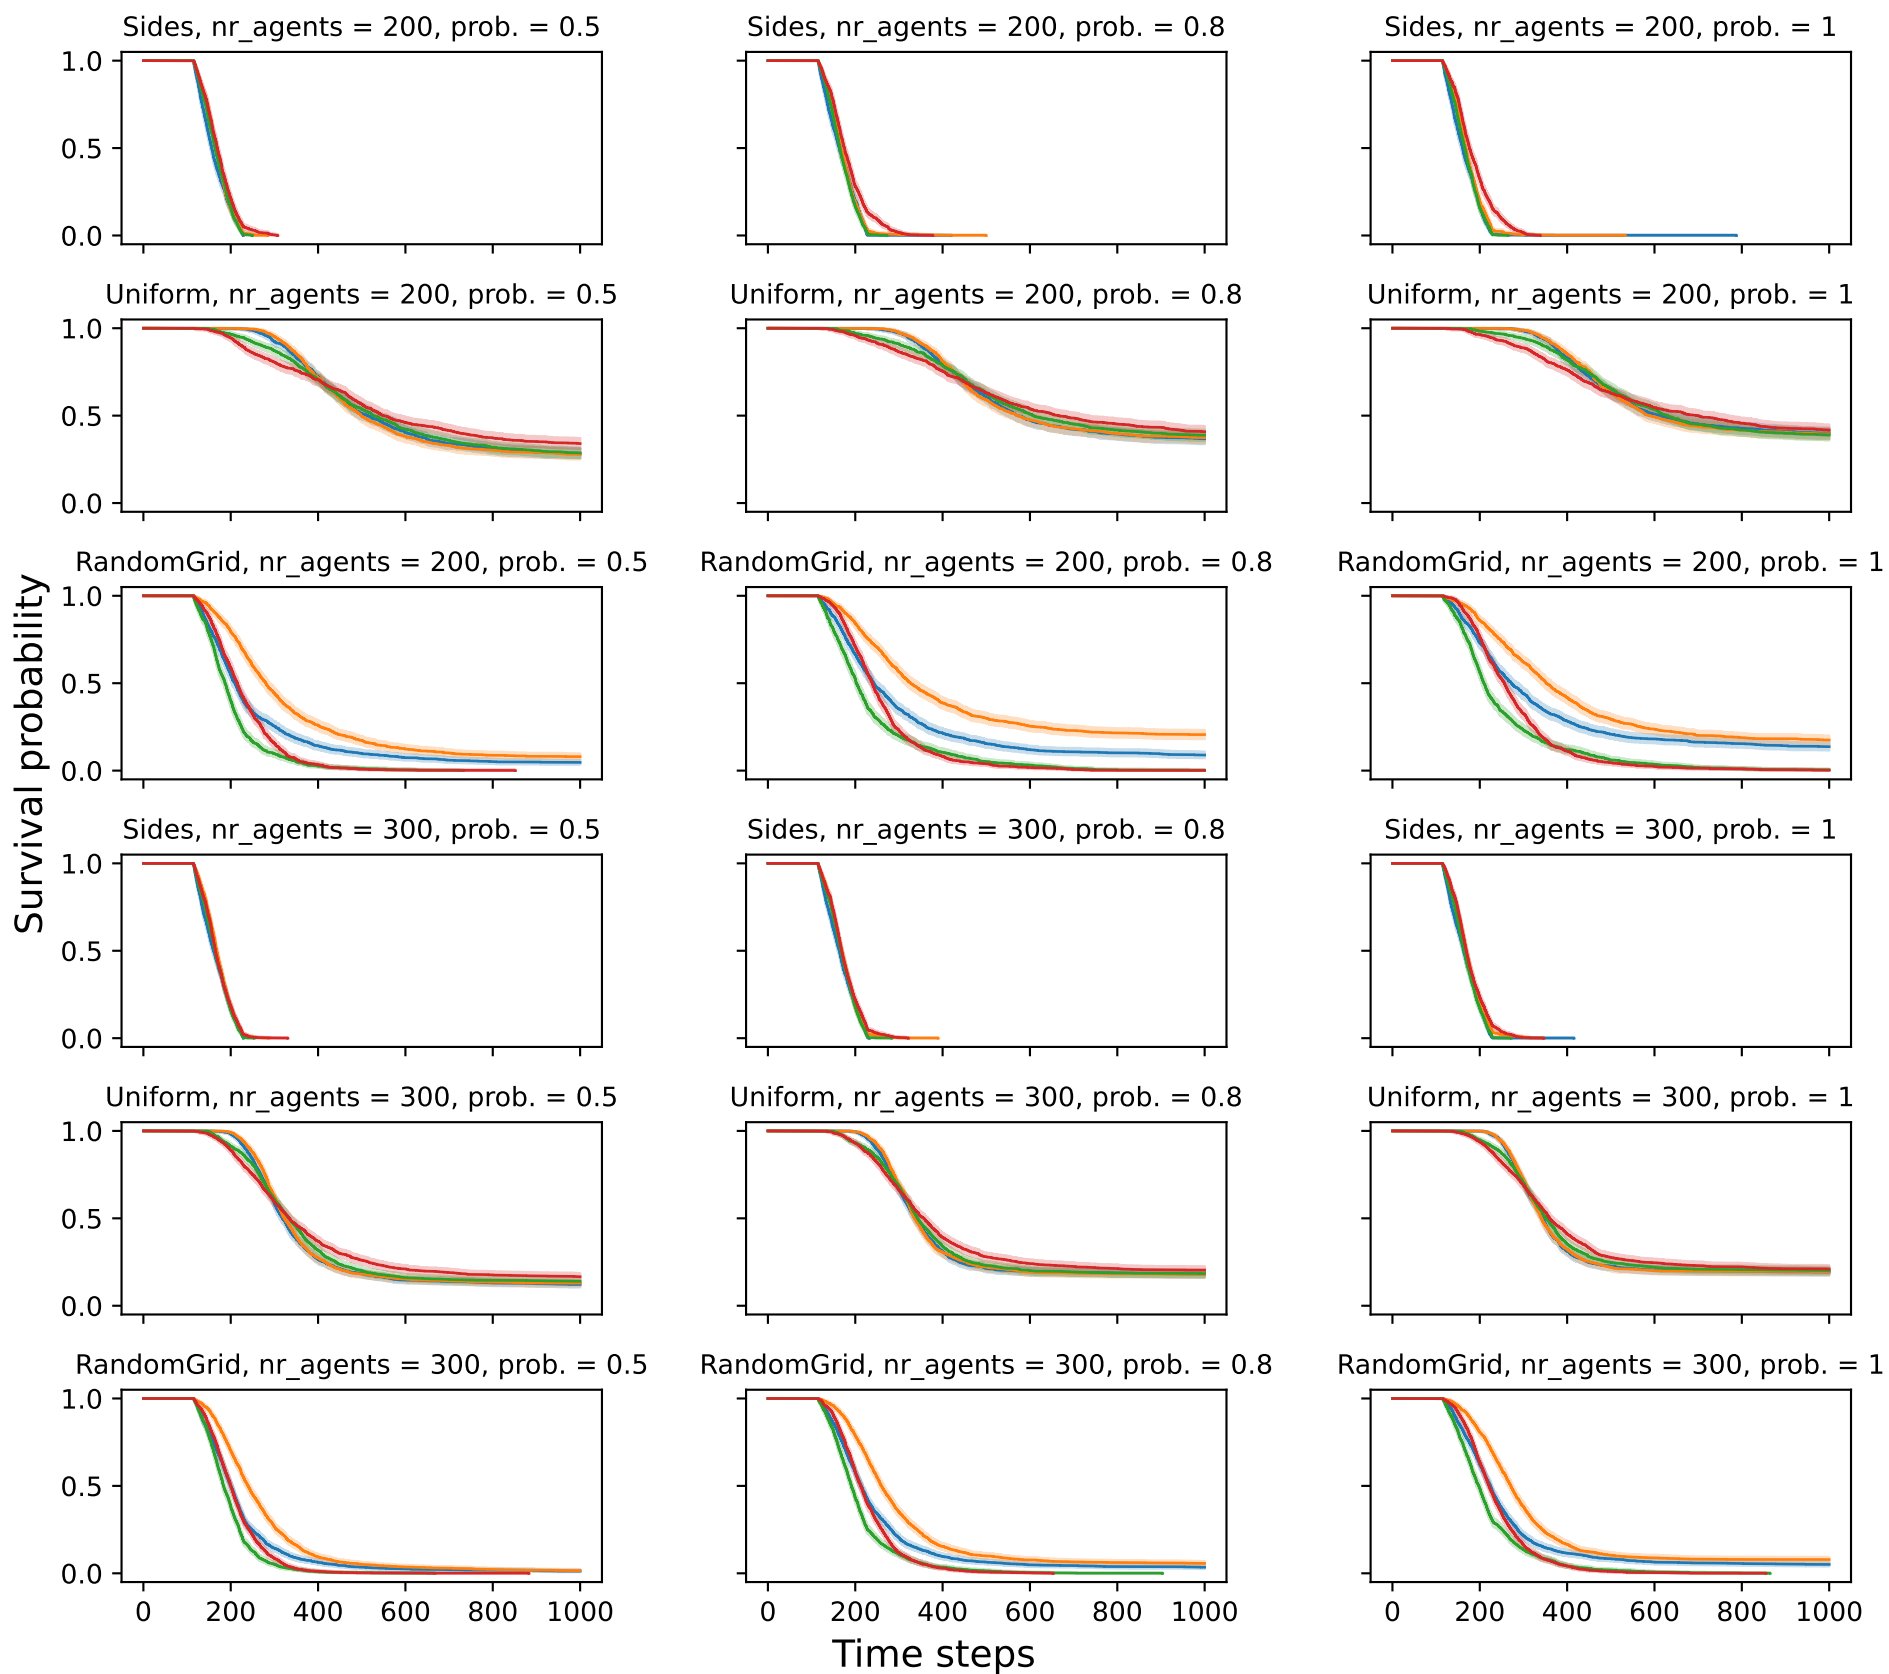 Sides, nr_agents = 200, prob. = 0.5
Sides, nr_agents = 200, prob. = 0.8
Sides, nr_agents = 200, prob. = 1
1.0
0.5
0.0
Uniform, nr_agents = 200, prob. = 0.5
Uniform, nr_agents = 200, prob. = 0.8
Uniform, nr_agents = 200, prob. = 1
1.0
0.5
0.0
RandomGrid, nr_agents = 200, prob. = 0.5
RandomGrid, nr_agents = 200, prob. = 0.8
RandomGrid, nr_agents = 200, prob. = 1
1.0
0.5
0.0
Survival probability
Sides, nr_agents = 300, prob. = 0.5
Sides, nr_agents = 300, prob. = 0.8
Sides, nr_agents = 300, prob. = 1
1.0
0.5
0.0
Uniform, nr_agents = 300, prob. = 0.5
Uniform, nr_agents = 300, prob. = 0.8
Uniform, nr_agents = 300, prob. = 1
1.0
0.5
0.0
RandomGrid, nr_agents = 300, prob. = 0.5
RandomGrid, nr_agents = 300, prob. = 0.8
RandomGrid, nr_agents = 300, prob. = 1
1.0
0.5
0.0
0 200 400 600 800 1000
0 200 400 600 800 1000
0 200 400 600 800 1000
Time steps